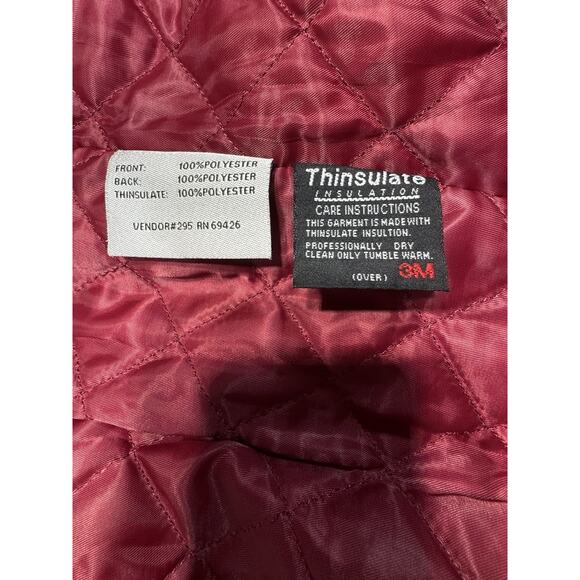 FRONT: 100%POLYESTER
BACK: 100%POLYESTER
THINSULATE: 100%POLYESTER
VENDOR#295 RN 69426
Thinsulate
INSULATION
CARE INSTRUCTIONS
THIS GARMENT IS MADE WITH
THINSULATE INSULTION.
PROFESSIONALLY DRY
CLEAN ONLY TUMBLE WARM.
3M
(OVER)